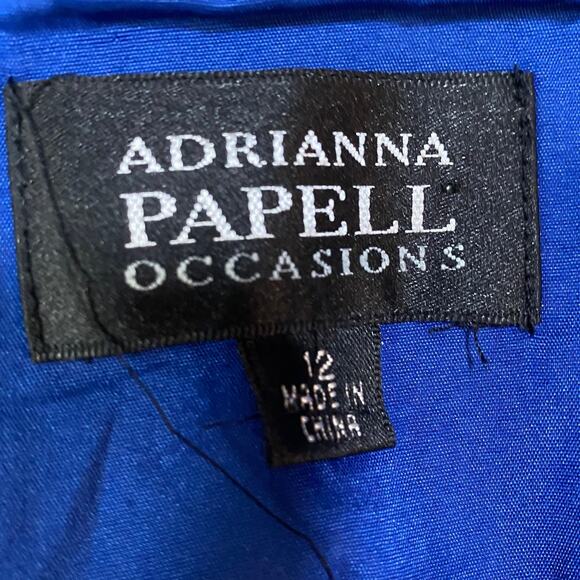 ADRIANNA
PAPELL
OCCASIONS
12
MADE IN
CHINA